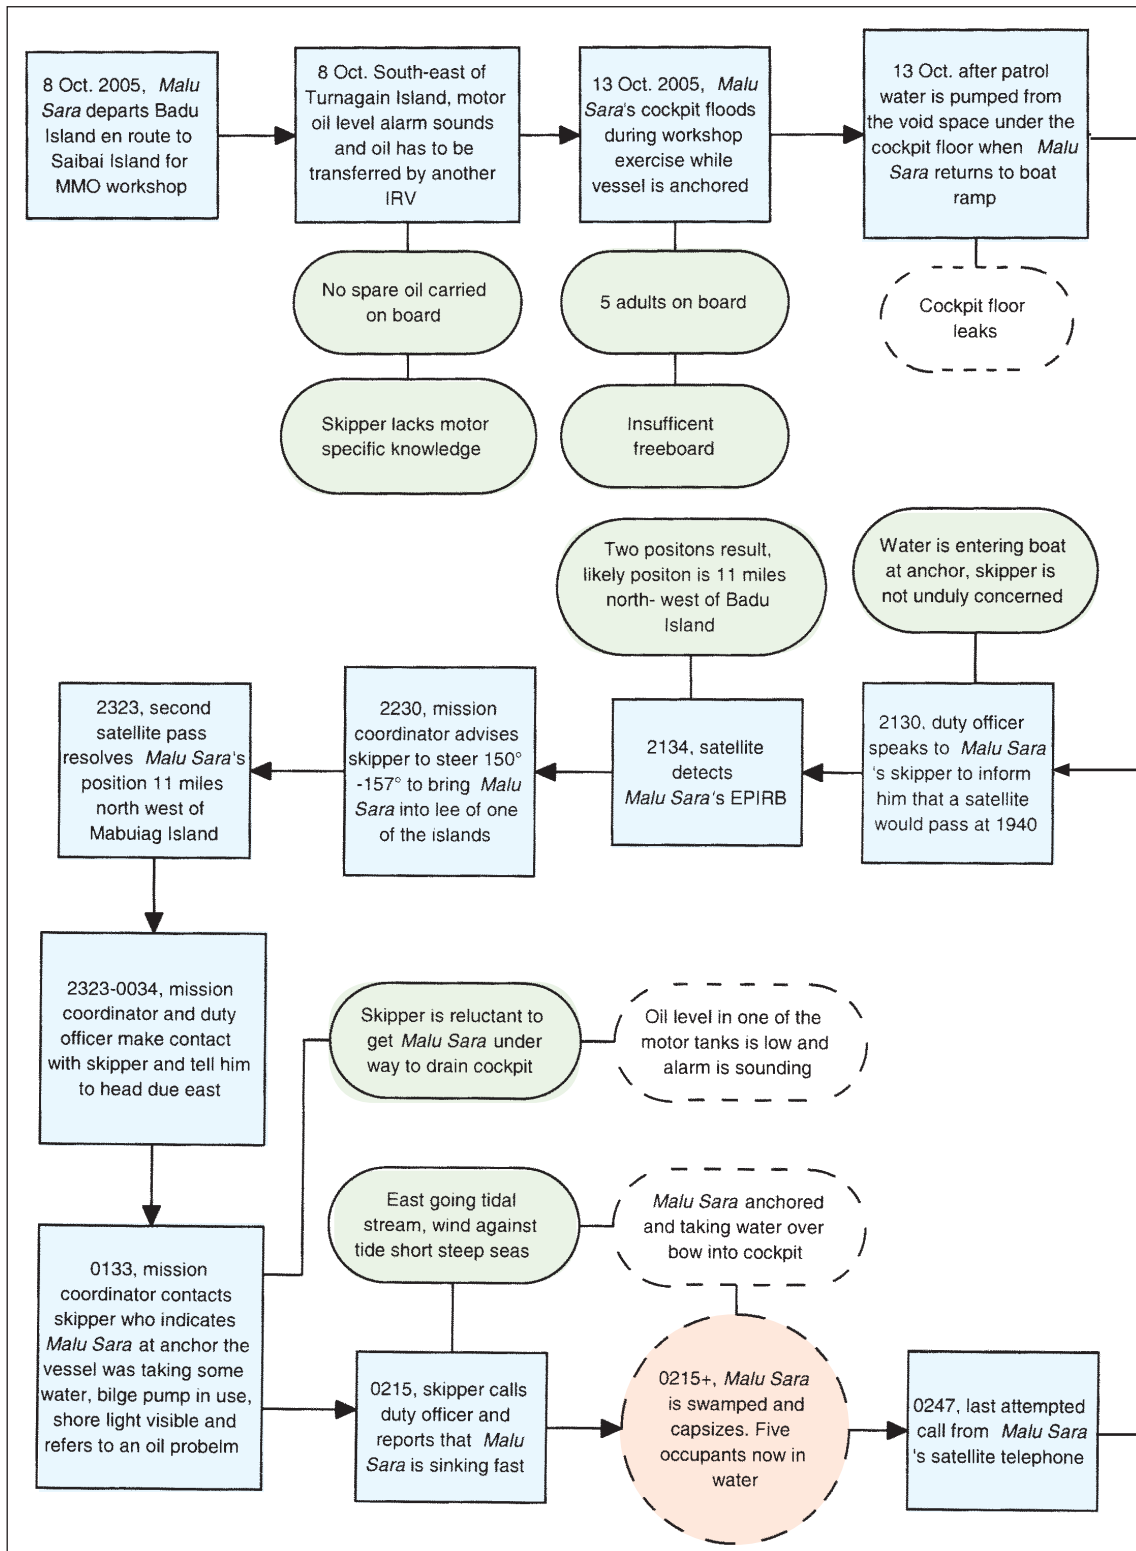 8 Oct. 2005, Malu
Sara departs Badu
Island en route to
Saibai Island for
MMO workshop
8 Oct. South-east of
Turnagain Island, motor
oil level alarm sounds
and oil has to be
transferred by another
IRV
13 Oct. 2005, Malu
Sara's cockpit floods
during workshop
exercise while
vessel is anchored
13 Oct. after patrol
water is pumped from
the void space under the
cockpit floor when Malu
Sara returns to boat
ramp
No spare oil carried
on board
5 adults on board
Cockpit floor
leaks
Skipper lacks motor
specific knowledge
Insufficent
freeboard
Two positons result,
likely positon is 11 miles
north- west of Badu
Island
Water is entering boat
at anchor, skipper is
not unduly concerned
2130, duty officer
speaks to Malu Sara
's skipper to inform
him that a satellite
would pass at 1940
2134, satellite
detects
Malu Sara's EPIRB
2230, mission
coordinator advises
skipper to steer 150°
-157° to bring Malu
Sara into lee of one
of the islands
2323, second
satellite pass
resolves Malu Sara's
position 11 miles
north west of
Mabuiag Island
2323-0034, mission
coordinator and duty
officer make contact
with skipper and tell him
to head due east
Skipper is reluctant to
get Malu Sara under
way to drain cockpit
Oil level in one of the
motor tanks is low and
alarm is sounding
East going tidal
stream, wind against
tide short steep seas
Malu Sara anchored
and taking water over
bow into cockpit
0133, mission
coordinator contacts
skipper who indicates
Malu Sara at anchor the
vessel was taking some
water, bilge pump in use,
shore light visible and
refers to an oil probelm
0215, skipper calls
duty officer and
reports that Malu
Sara is sinking fast
0215+, Malu Sara
is swamped and
capsizes. Five
occupants now in
water
0247, last attempted
call from Malu Sara
's satellite telephone